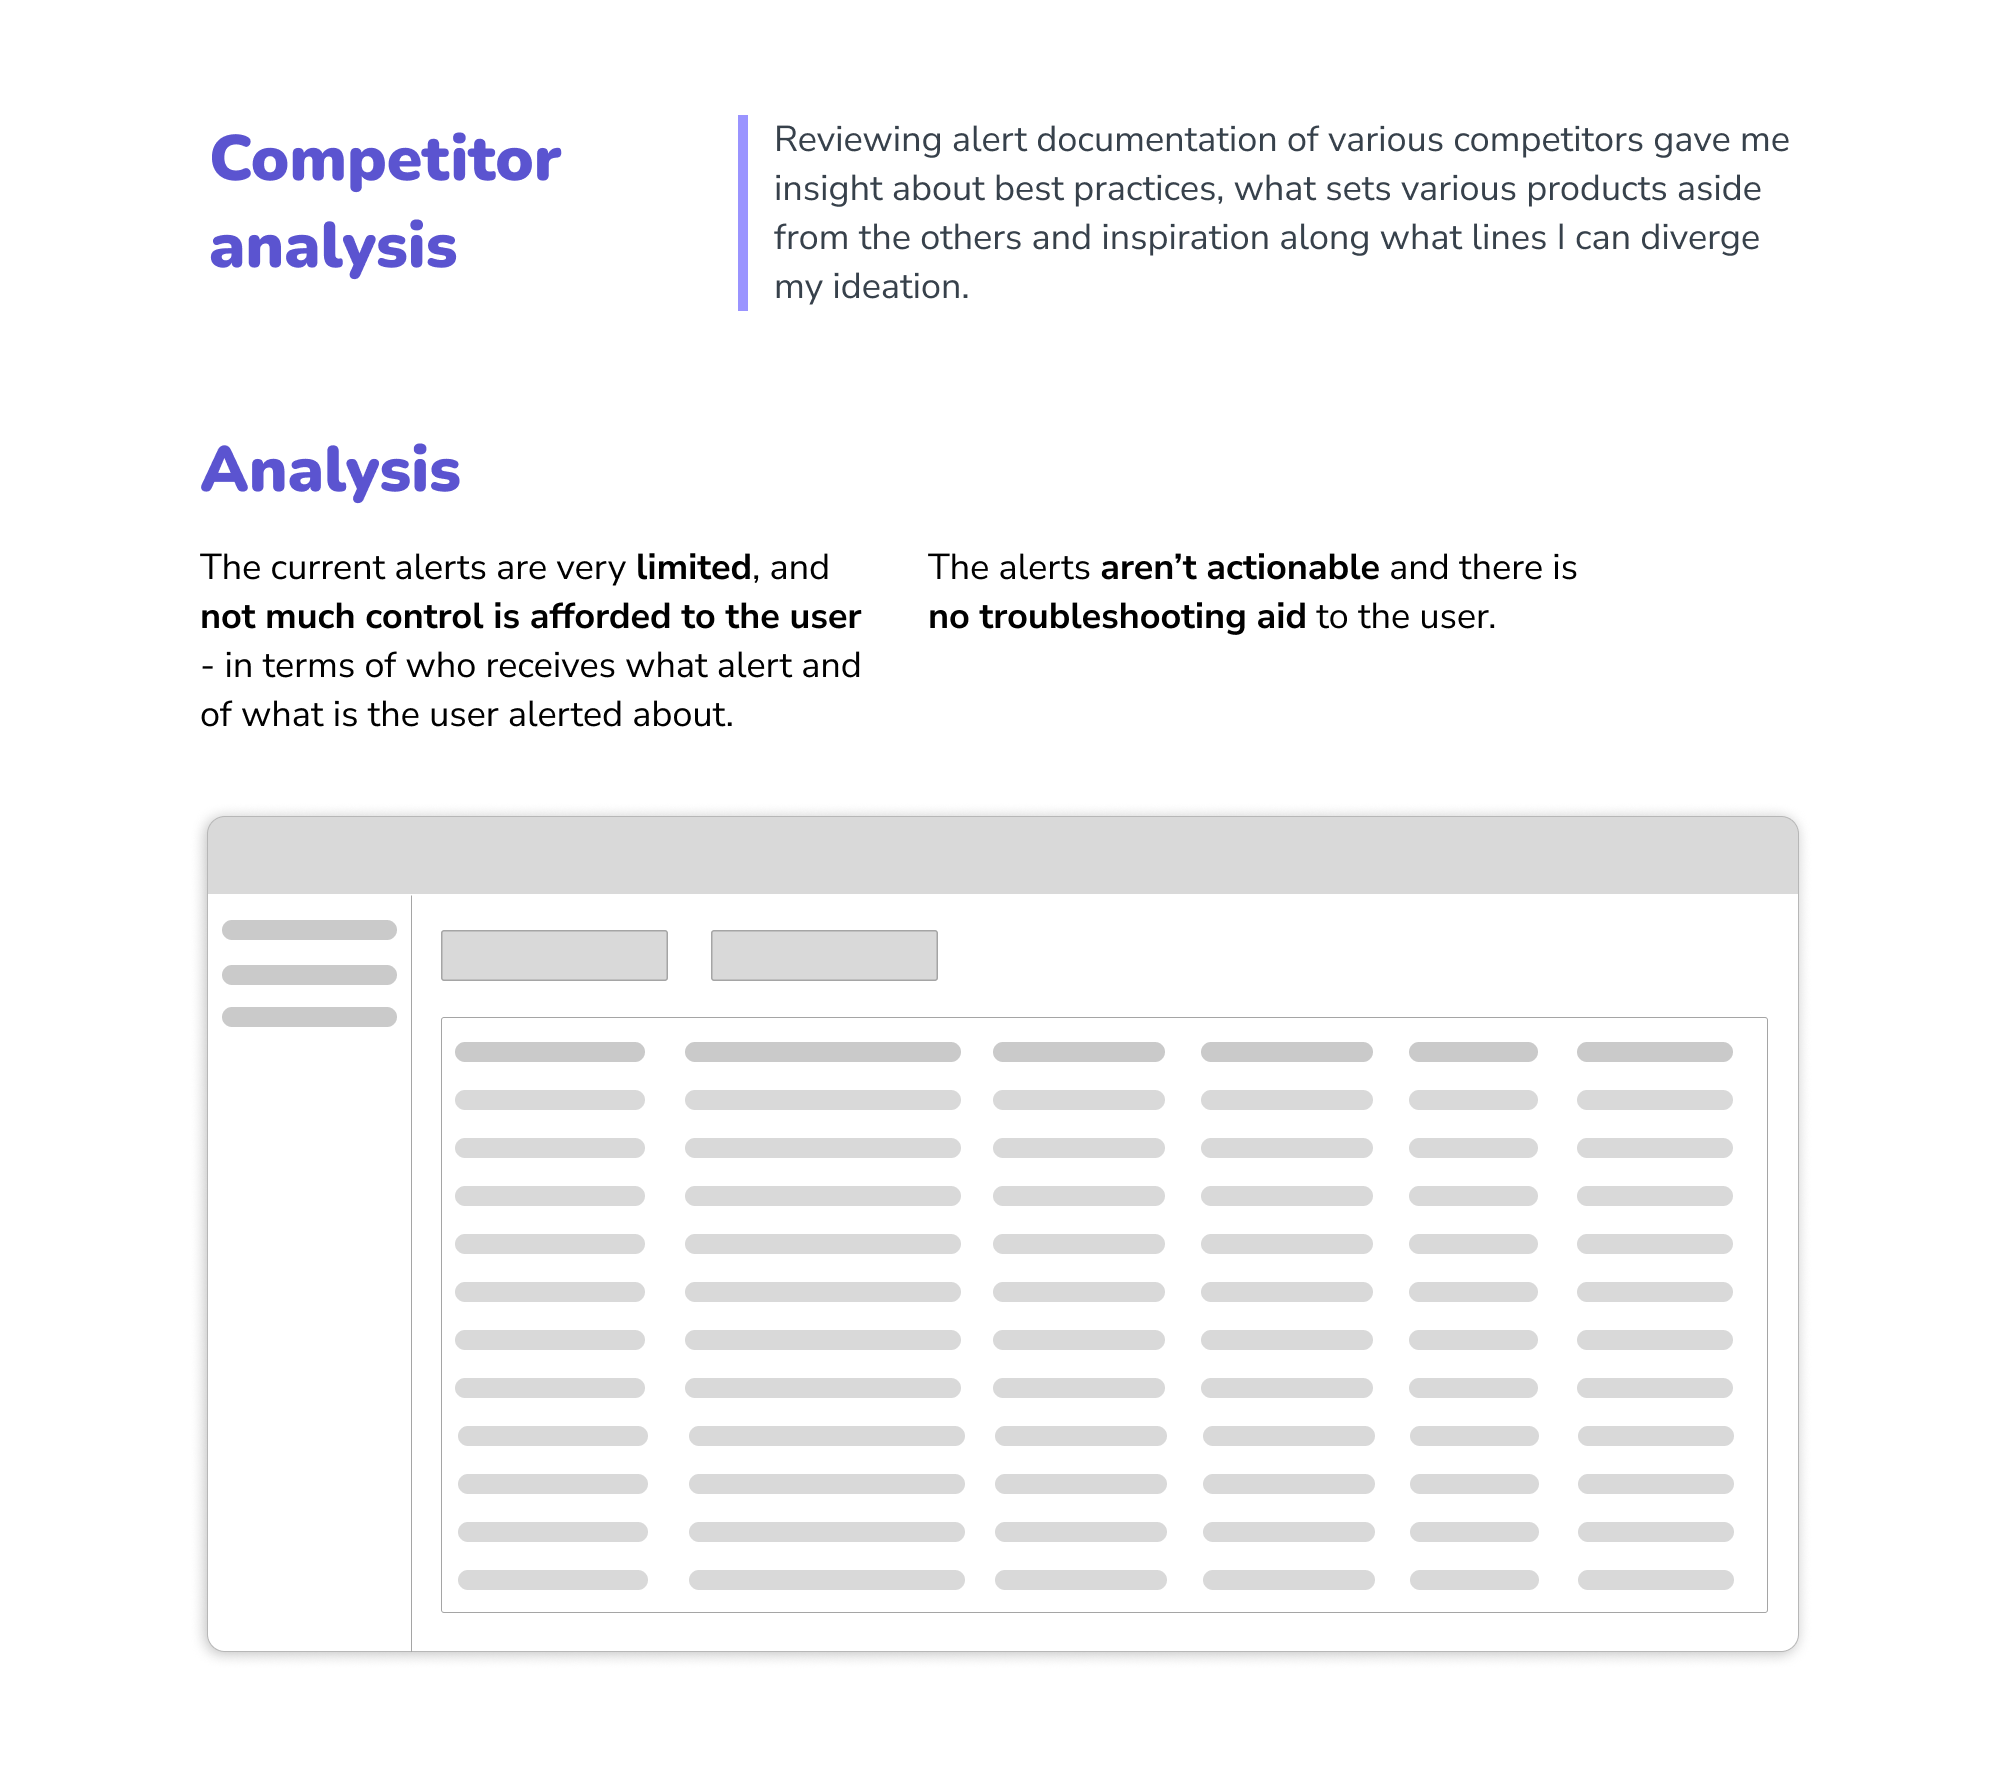 Competitor
analysis
Reviewing alert documentation of various competitors gave me
insight about best practices, what sets various products aside
from the others and inspiration along what lines I can diverge
my ideation.
Analysis
The current alerts are very limited, and
not much control is afforded to the user
- in terms of who receives what alert and
of what is the user alerted about.
The alerts aren’t actionable and there is
no troubleshooting aid to the user.